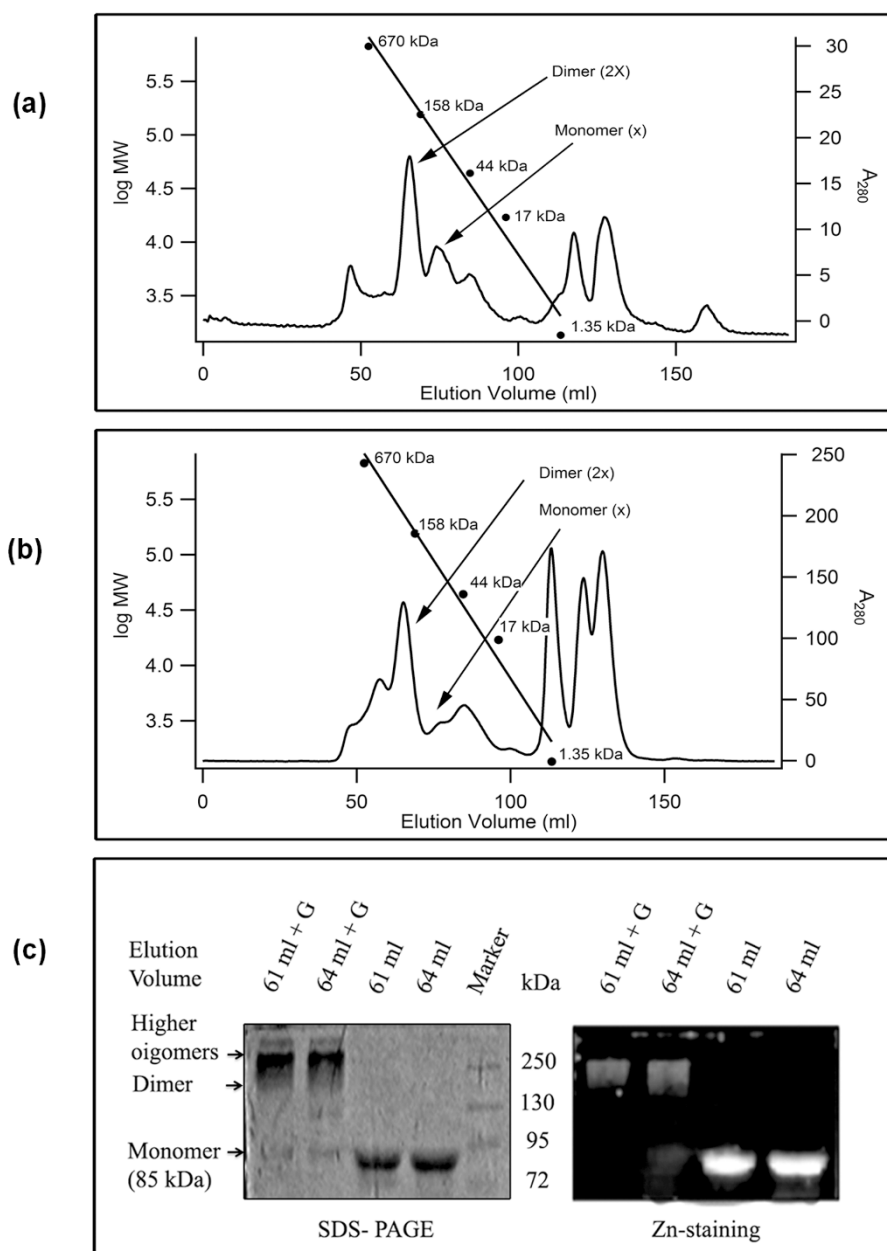 (a)
670 kDa
158 kDa
44 kDa
17 kDa
1.35 kDa
Dimer (2X)
Monomer (x)
log MW
5.5
5.0
4.5
4.0
3.5
A280
30
25
20
15
10
5
0
0 50 100 150
Elution Volume (ml)
(b)
670 kDa
158 kDa
44 kDa
17 kDa
1.35 kDa
Dimer (2x)
Monomer (x)
log MW
5.5
5.0
4.5
4.0
3.5
A280
250
200
150
100
50
0
0 50 100 150
Elution Volume (ml)
(c)
Elution
Volume
61 ml + G
64 ml + G
61 ml
64 ml
Marker
kDa
61 ml + G
64 ml + G
61 ml
64 ml
Higher
oigomers
Dimer
Monomer
(85 kDa)
250
130
95
72
SDS- PAGE
Zn-staining